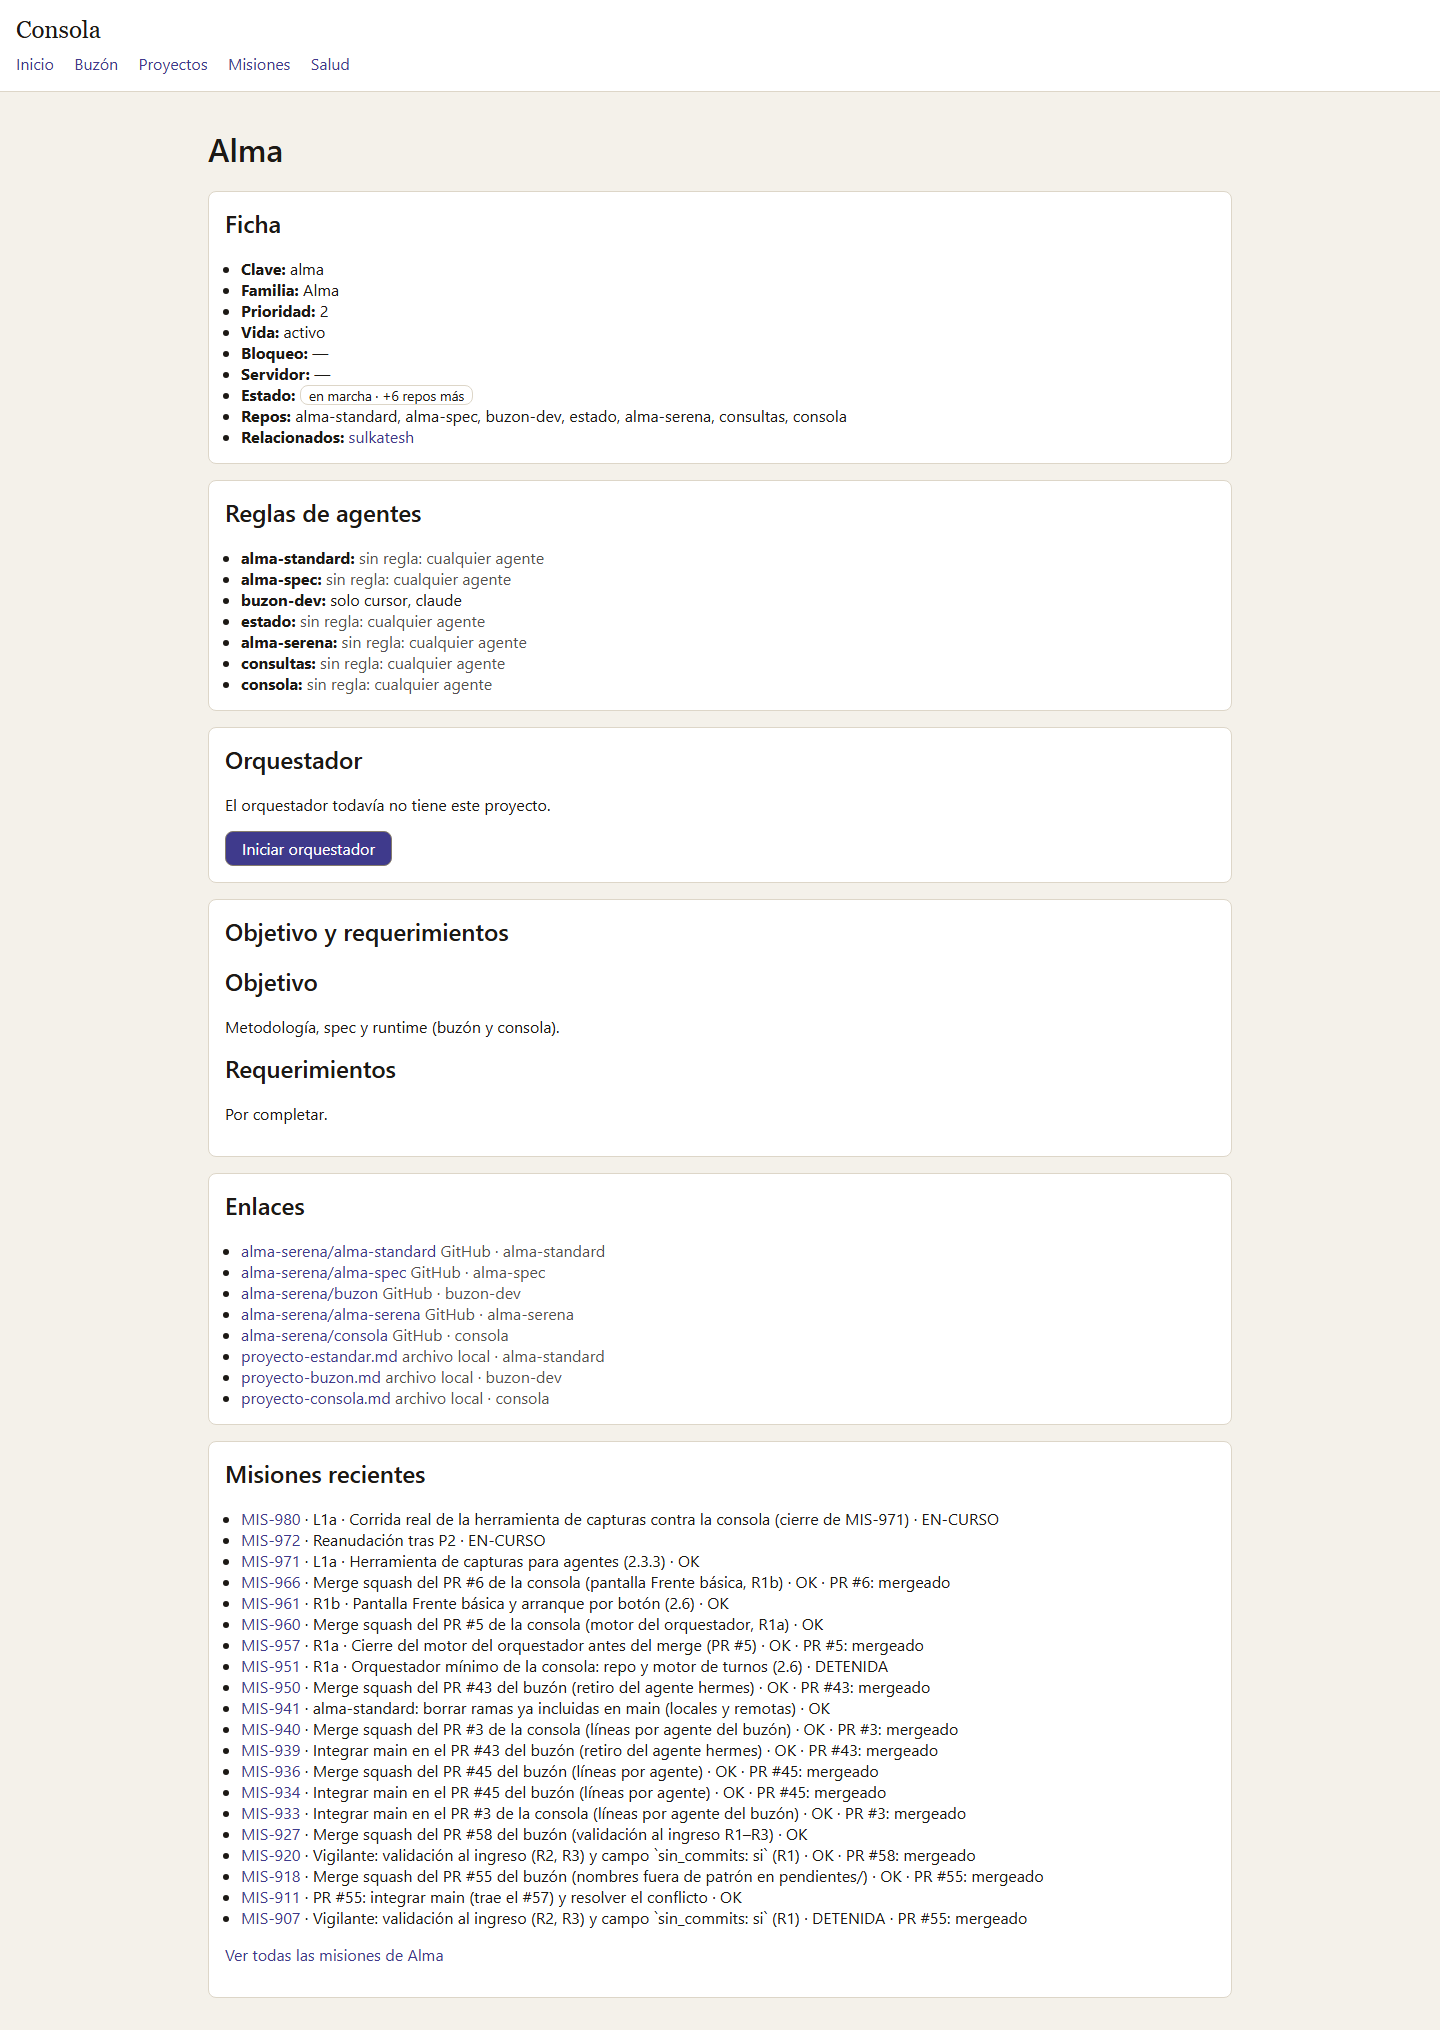 Consola
Inicio Buzón Proyectos Misiones Salud
Alma
Ficha
Clave: alma
Familia: Alma
Prioridad: 2
Vida: activo
Bloqueo: —
Servidor: —
Estado: en marcha · +6 repos más
Repos: alma-standard, alma-spec, buzon-dev, estado, alma-serena, consultas, consola
Relacionados: sulkatesh
Reglas de agentes
alma-standard: sin regla: cualquier agente
alma-spec: sin regla: cualquier agente
buzon-dev: solo cursor, claude
estado: sin regla: cualquier agente
alma-serena: sin regla: cualquier agente
consultas: sin regla: cualquier agente
consola: sin regla: cualquier agente
Orquestador
El orquestador todavía no tiene este proyecto.
Iniciar orquestador
Objetivo y requerimientos
Objetivo
Metodología, spec y runtime (buzón y consola).
Requerimientos
Por completar.
Enlaces
alma-serena/alma-standard GitHub · alma-standard
alma-serena/alma-spec GitHub · alma-spec
alma-serena/buzon GitHub · buzon-dev
alma-serena/alma-serena GitHub · alma-serena
alma-serena/consola GitHub · consola
proyecto-estandar.md archivo local · alma-standard
proyecto-buzon.md archivo local · buzon-dev
proyecto-consola.md archivo local · consola
Misiones recientes
MIS-980 · L1a · Corrida real de la herramienta de capturas contra la consola (cierre de MIS-971) · EN-CURSO
MIS-972 · Reanudación tras P2 · EN-CURSO
MIS-971 · L1a · Herramienta de capturas para agentes (2.3.3) · OK
MIS-966 · Merge squash del PR #6 de la consola (pantalla Frente básica, R1b) · OK · PR #6: mergeado
MIS-961 · R1b · Pantalla Frente básica y arranque por botón (2.6) · OK
MIS-960 · Merge squash del PR #5 de la consola (motor del orquestador, R1a) · OK
MIS-957 · R1a · Cierre del motor del orquestador antes del merge (PR #5) · OK · PR #5: mergeado
MIS-951 · R1a · Orquestador mínimo de la consola: repo y motor de turnos (2.6) · DETENIDA
MIS-950 · Merge squash del PR #43 del buzón (retiro del agente hermes) · OK · PR #43: mergeado
MIS-941 · alma-standard: borrar ramas ya incluidas en main (locales y remotas) · OK
MIS-940 · Merge squash del PR #3 de la consola (líneas por agente del buzón) · OK · PR #3: mergeado
MIS-939 · Integrar main en el PR #43 del buzón (retiro del agente hermes) · OK · PR #43: mergeado
MIS-936 · Merge squash del PR #45 del buzón (líneas por agente) · OK · PR #45: mergeado
MIS-934 · Integrar main en el PR #45 del buzón (líneas por agente) · OK · PR #45: mergeado
MIS-933 · Integrar main en el PR #3 de la consola (líneas por agente del buzón) · OK · PR #3: mergeado
MIS-927 · Merge squash del PR #58 del buzón (validación al ingreso R1–R3) · OK
MIS-920 · Vigilante: validación al ingreso (R2, R3) y campo `sin_commits: si` (R1) · OK · PR #58: mergeado
MIS-918 · Merge squash del PR #55 del buzón (nombres fuera de patrón en pendientes/) · OK · PR #55: mergeado
MIS-911 · PR #55: integrar main (trae el #57) y resolver el conflicto · OK
MIS-907 · Vigilante: validación al ingreso (R2, R3) y campo `sin_commits: si` (R1) · DETENIDA · PR #55: mergeado
Ver todas las misiones de Alma